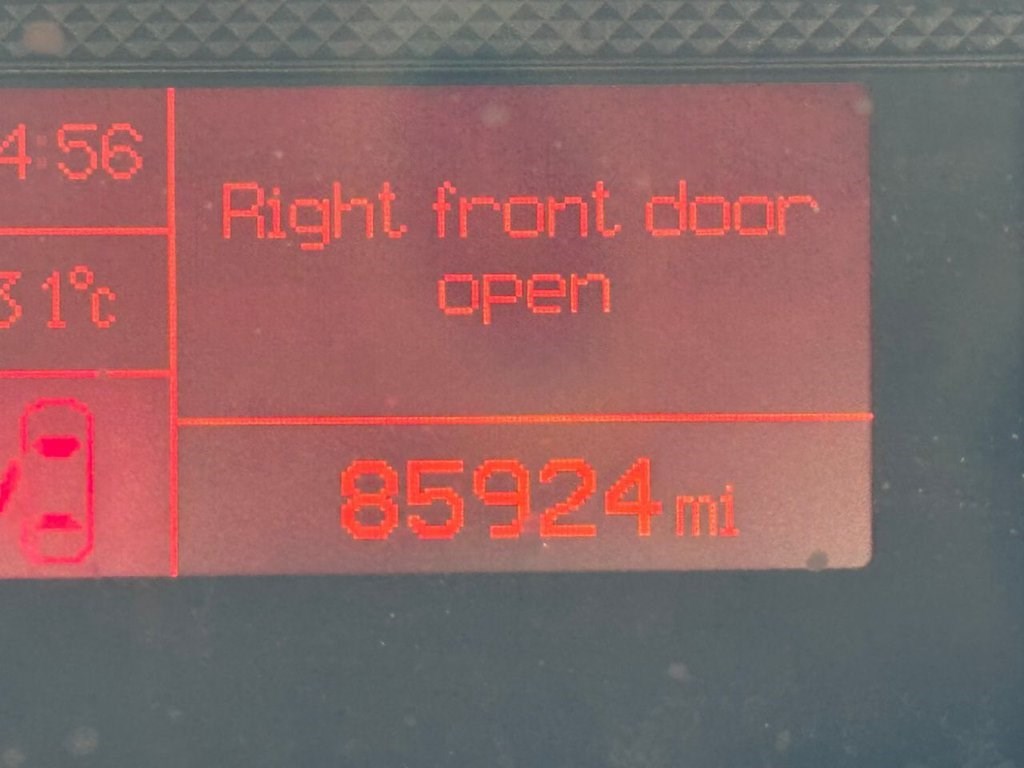 4:56
Right front door
open
31°c
85924 mi